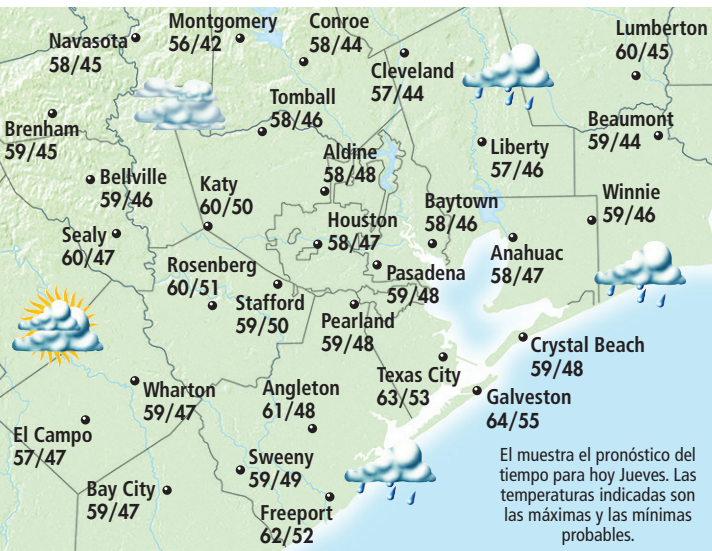 Montgomery
56/42
Conroe
58/44
Lumberton
60/45
Navasota
58/45
Cleveland
57/44
Tomball
58/46
Beaumont
59/44
Brenham
59/45
Liberty
57/46
Aldine
58/48
Bellville
59/46
Katy
60/50
Baytown
58/46
Winnie
59/46
Houston
58/47
Sealy
60/47
Anahuac
58/47
Rosenberg
60/51
Pasadena
59/48
Stafford
59/50
Pearland
59/48
Crystal Beach
59/48
Texas City
63/53
Wharton
59/47
Angleton
61/48
Galveston
64/55
El Campo
57/47
Sweeny
59/49
Bay City
59/47
Freeport
62/52
El muestra el pronóstico del
tiempo para hoy Jueves. Las
temperaturas indicadas son
las máximas y las mínimas
probables.